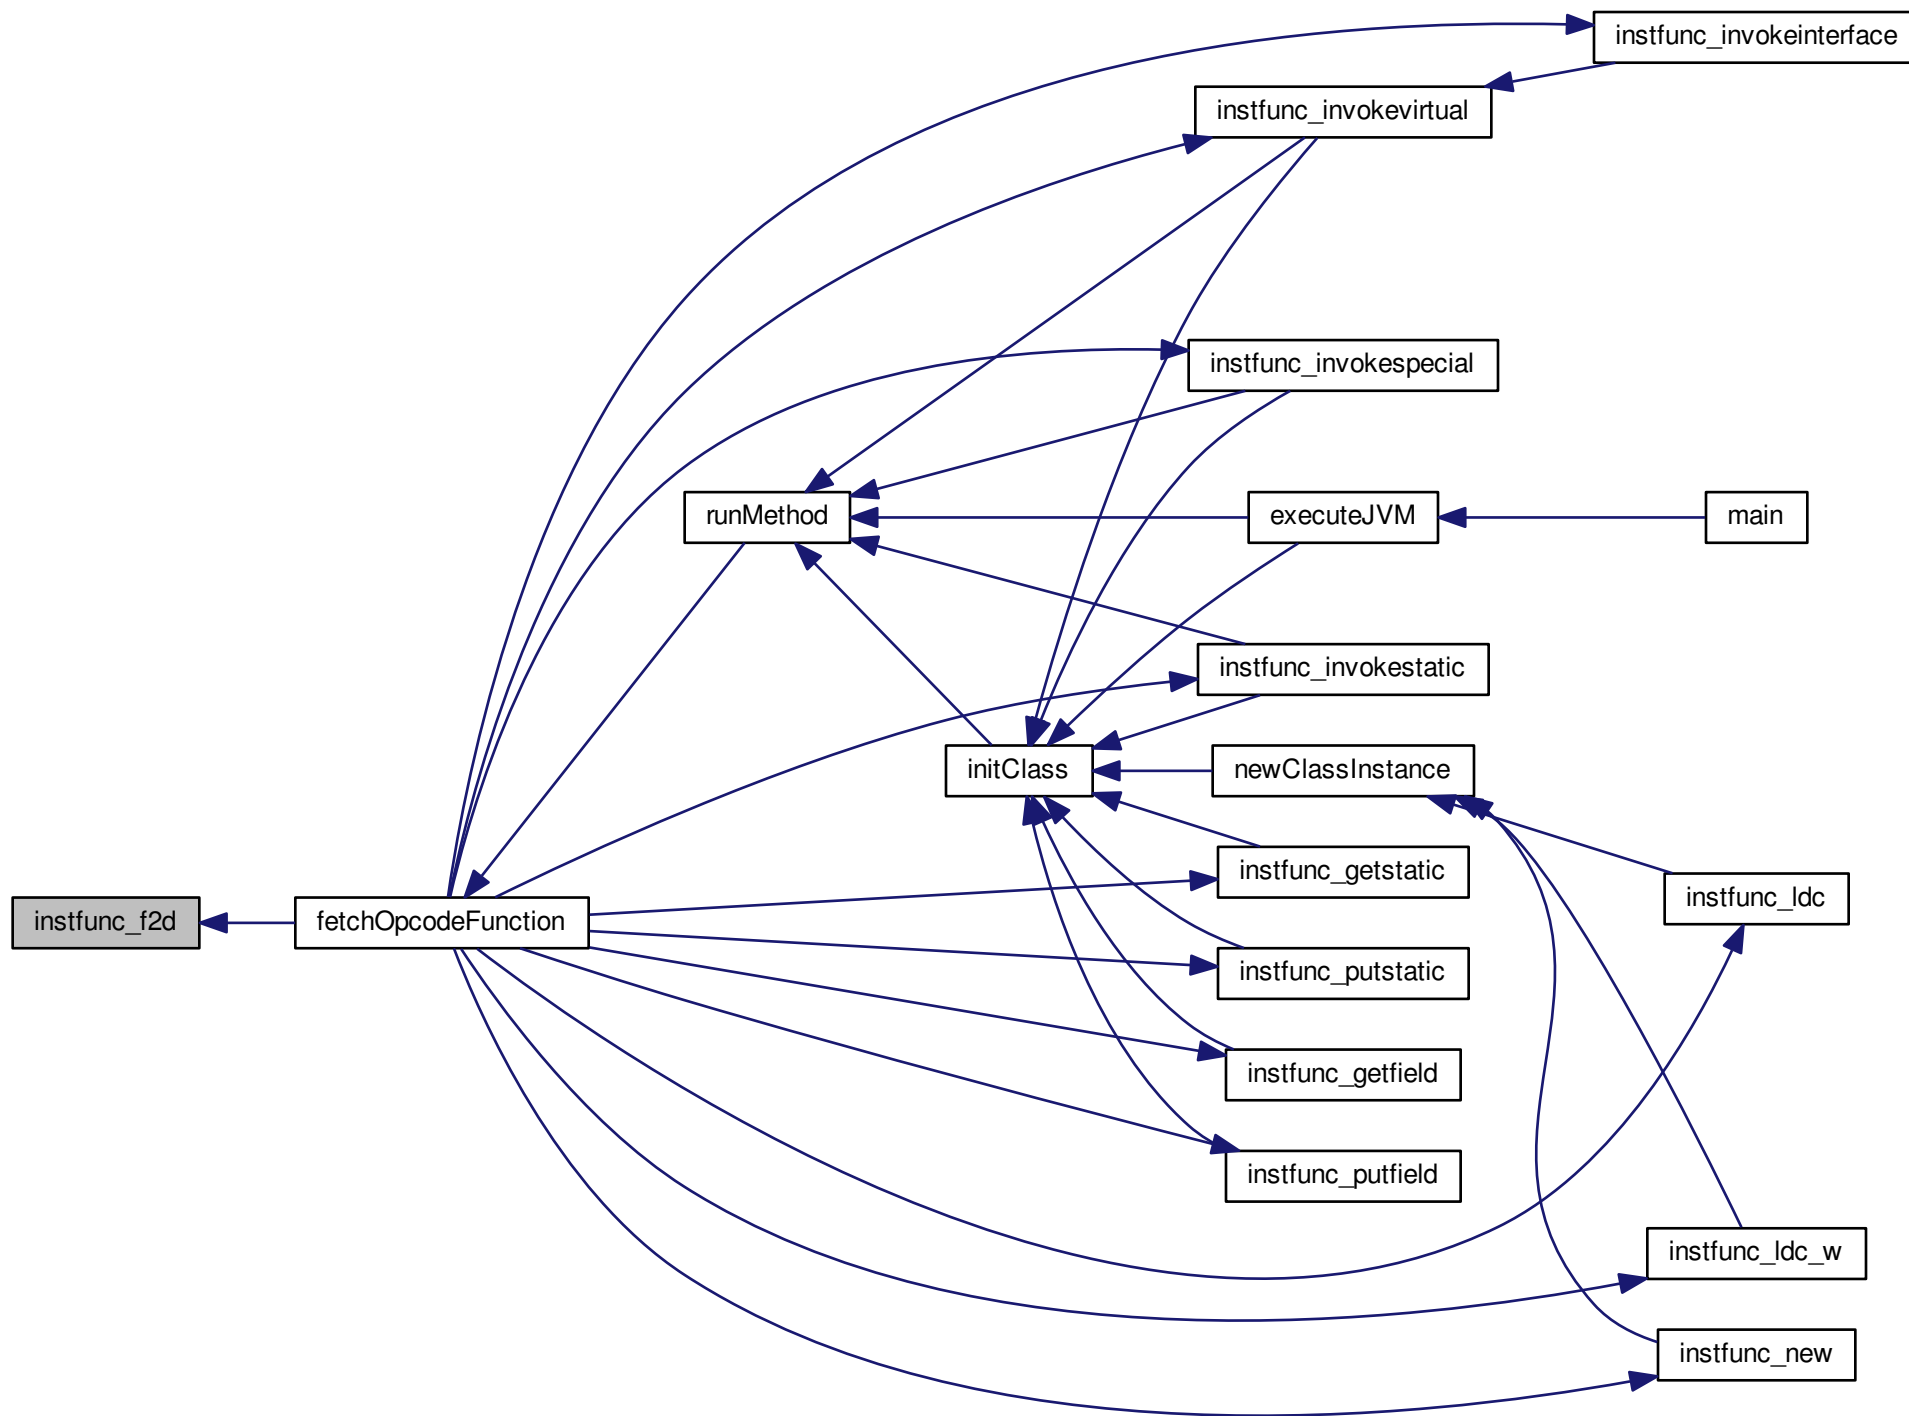 instfunc_invokeinterface
instfunc_invokevirtual
instfunc_invokespecial
runMethod
executeJVM
main
instfunc_invokestatic
initClass
newClassInstance
instfunc_getstatic
instfunc_ldc
instfunc_f2d
fetchOpcodeFunction
instfunc_putstatic
instfunc_getfield
instfunc_putfield
instfunc_ldc_w
instfunc_new